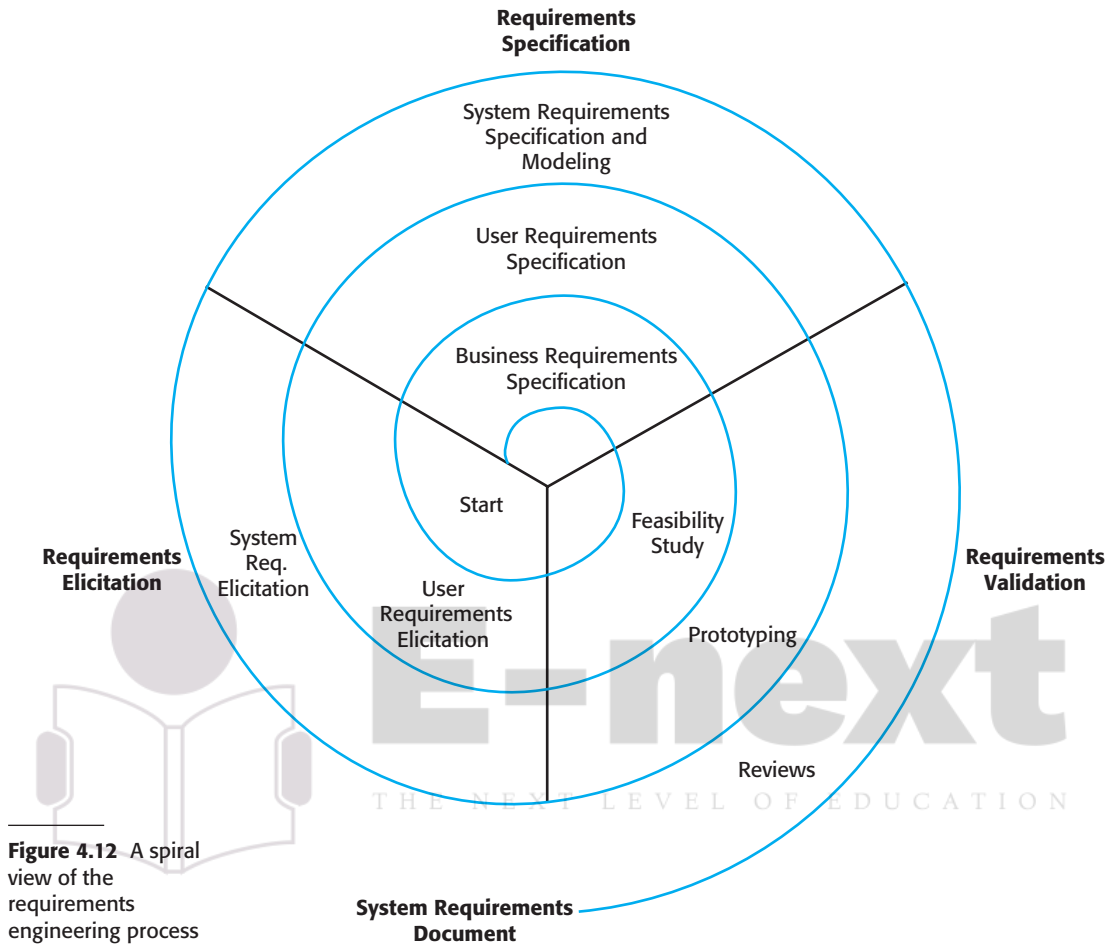 Requirements
Specification
System Requirements
Specification and
Modeling
User Requirements
Specification
Business Requirements
Specification
Start
Feasibility
Study
System
Req.
Elicitation
Requirements
Elicitation
Requirements
Validation
User
Requirements
Elicitation
Prototyping
E-next
Reviews
THE NEXT LEVEL OF EDUCATION
Figure 4.12 A spiral
view of the
requirements
engineering process
System Requirements
Document